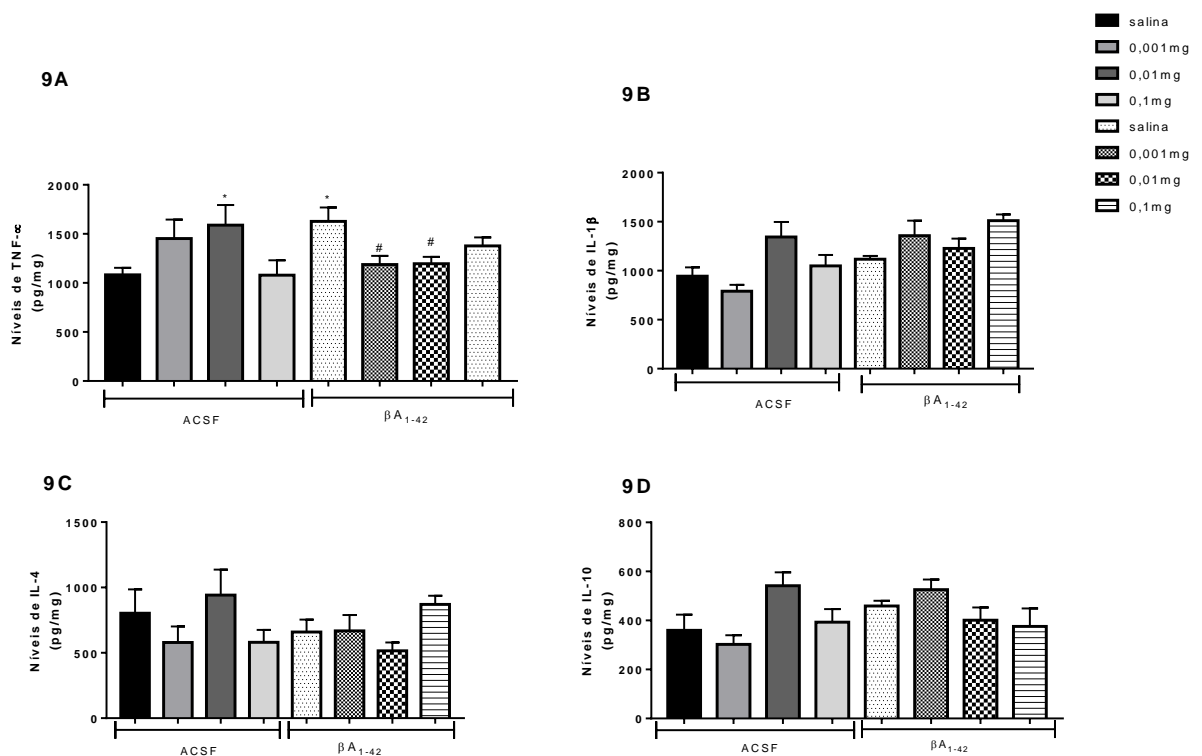 salina
0,001mg
0,01mg
0,1mg
salina
0,001mg
0,01mg
0,1mg
9A
Níveis de TNF-α
(pg/mg)
2000
1500
1000
500
0
*
*
#
#
ACSF
βA1-42
9B
Níveis de IL-1β
(pg/mg)
2000
1500
1000
500
0
ACSF
βA1-42
9C
Níveis de IL-4
(pg/mg)
1500
1000
500
0
ACSF
βA1-42
9D
Níveis de IL-10
(pg/mg)
800
600
400
200
0
ACSF
βA1-42